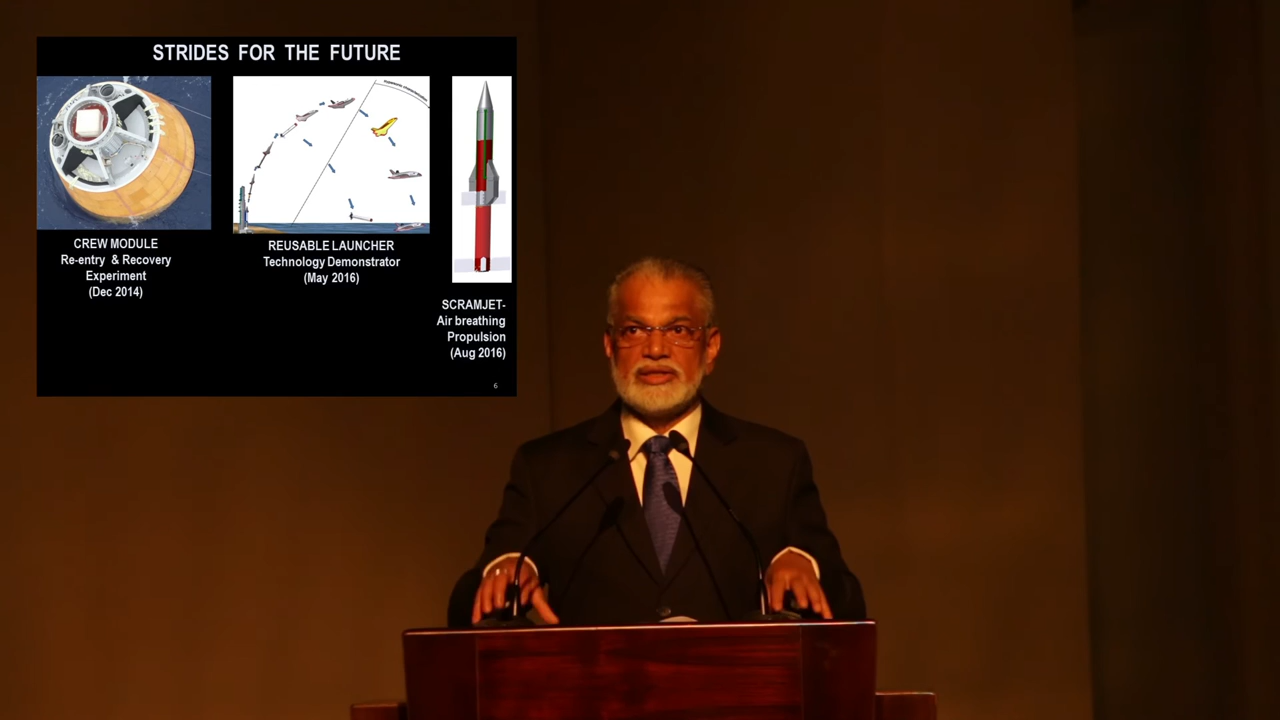 STRIDES FOR THE FUTURE
CREW MODULE
Re-entry & Recovery
Experiment
(Dec 2014)
REUSABLE LAUNCHER
Technology Demonstrator
(May 2016)
SCRAMJET-
Air breathing
Propulsion
(Aug 2016)
6